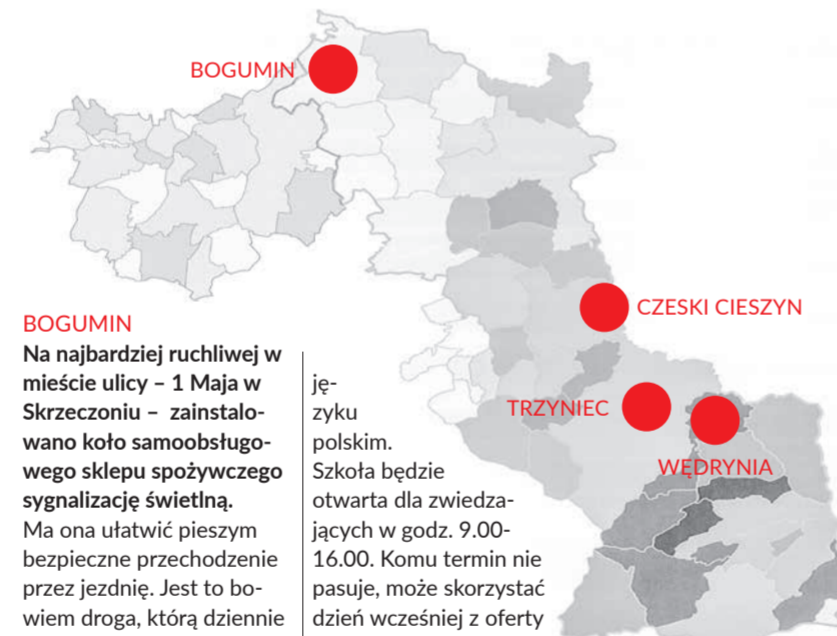 BOGUMIN
CZESKI CIESZYN
TRZYNIEC
WĘDRYNIA
BOGUMIN
Na najbardziej ruchliwej w
mieście ulicy – 1 Maja w
Skrzeczoniu – zainstalo-
wano koło samoobsługo-
wego sklepu spożywczego
sygnalizację świetlną.
Ma ona ułatwić pieszym
bezpieczne przechodzenie
przez jezdnię. Jest to bo-
wiem droga, którą dziennie
ję-
zyku
polskim.
Szkoła będzie
otwarta dla zwiedza-
jących w godz. 9.00-
16.00. Komu termin nie
pasuje, może skorzystać
dzień wcześniej z oferty